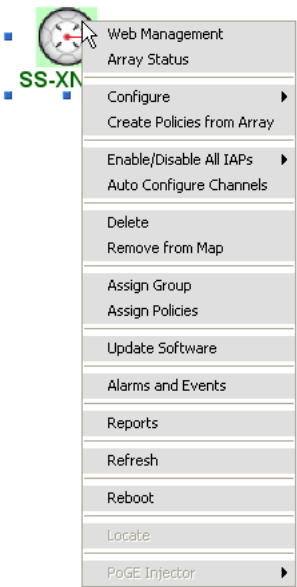 Web Management
Array Status
SS-XN
Configure
Create Policies from Array
Enable/Disable All IAPs
Auto Configure Channels
Delete
Remove from Map
Assign Group
Assign Policies
Update Software
Alarms and Events
Reports
Refresh
Reboot
Locate
PoGE Injector